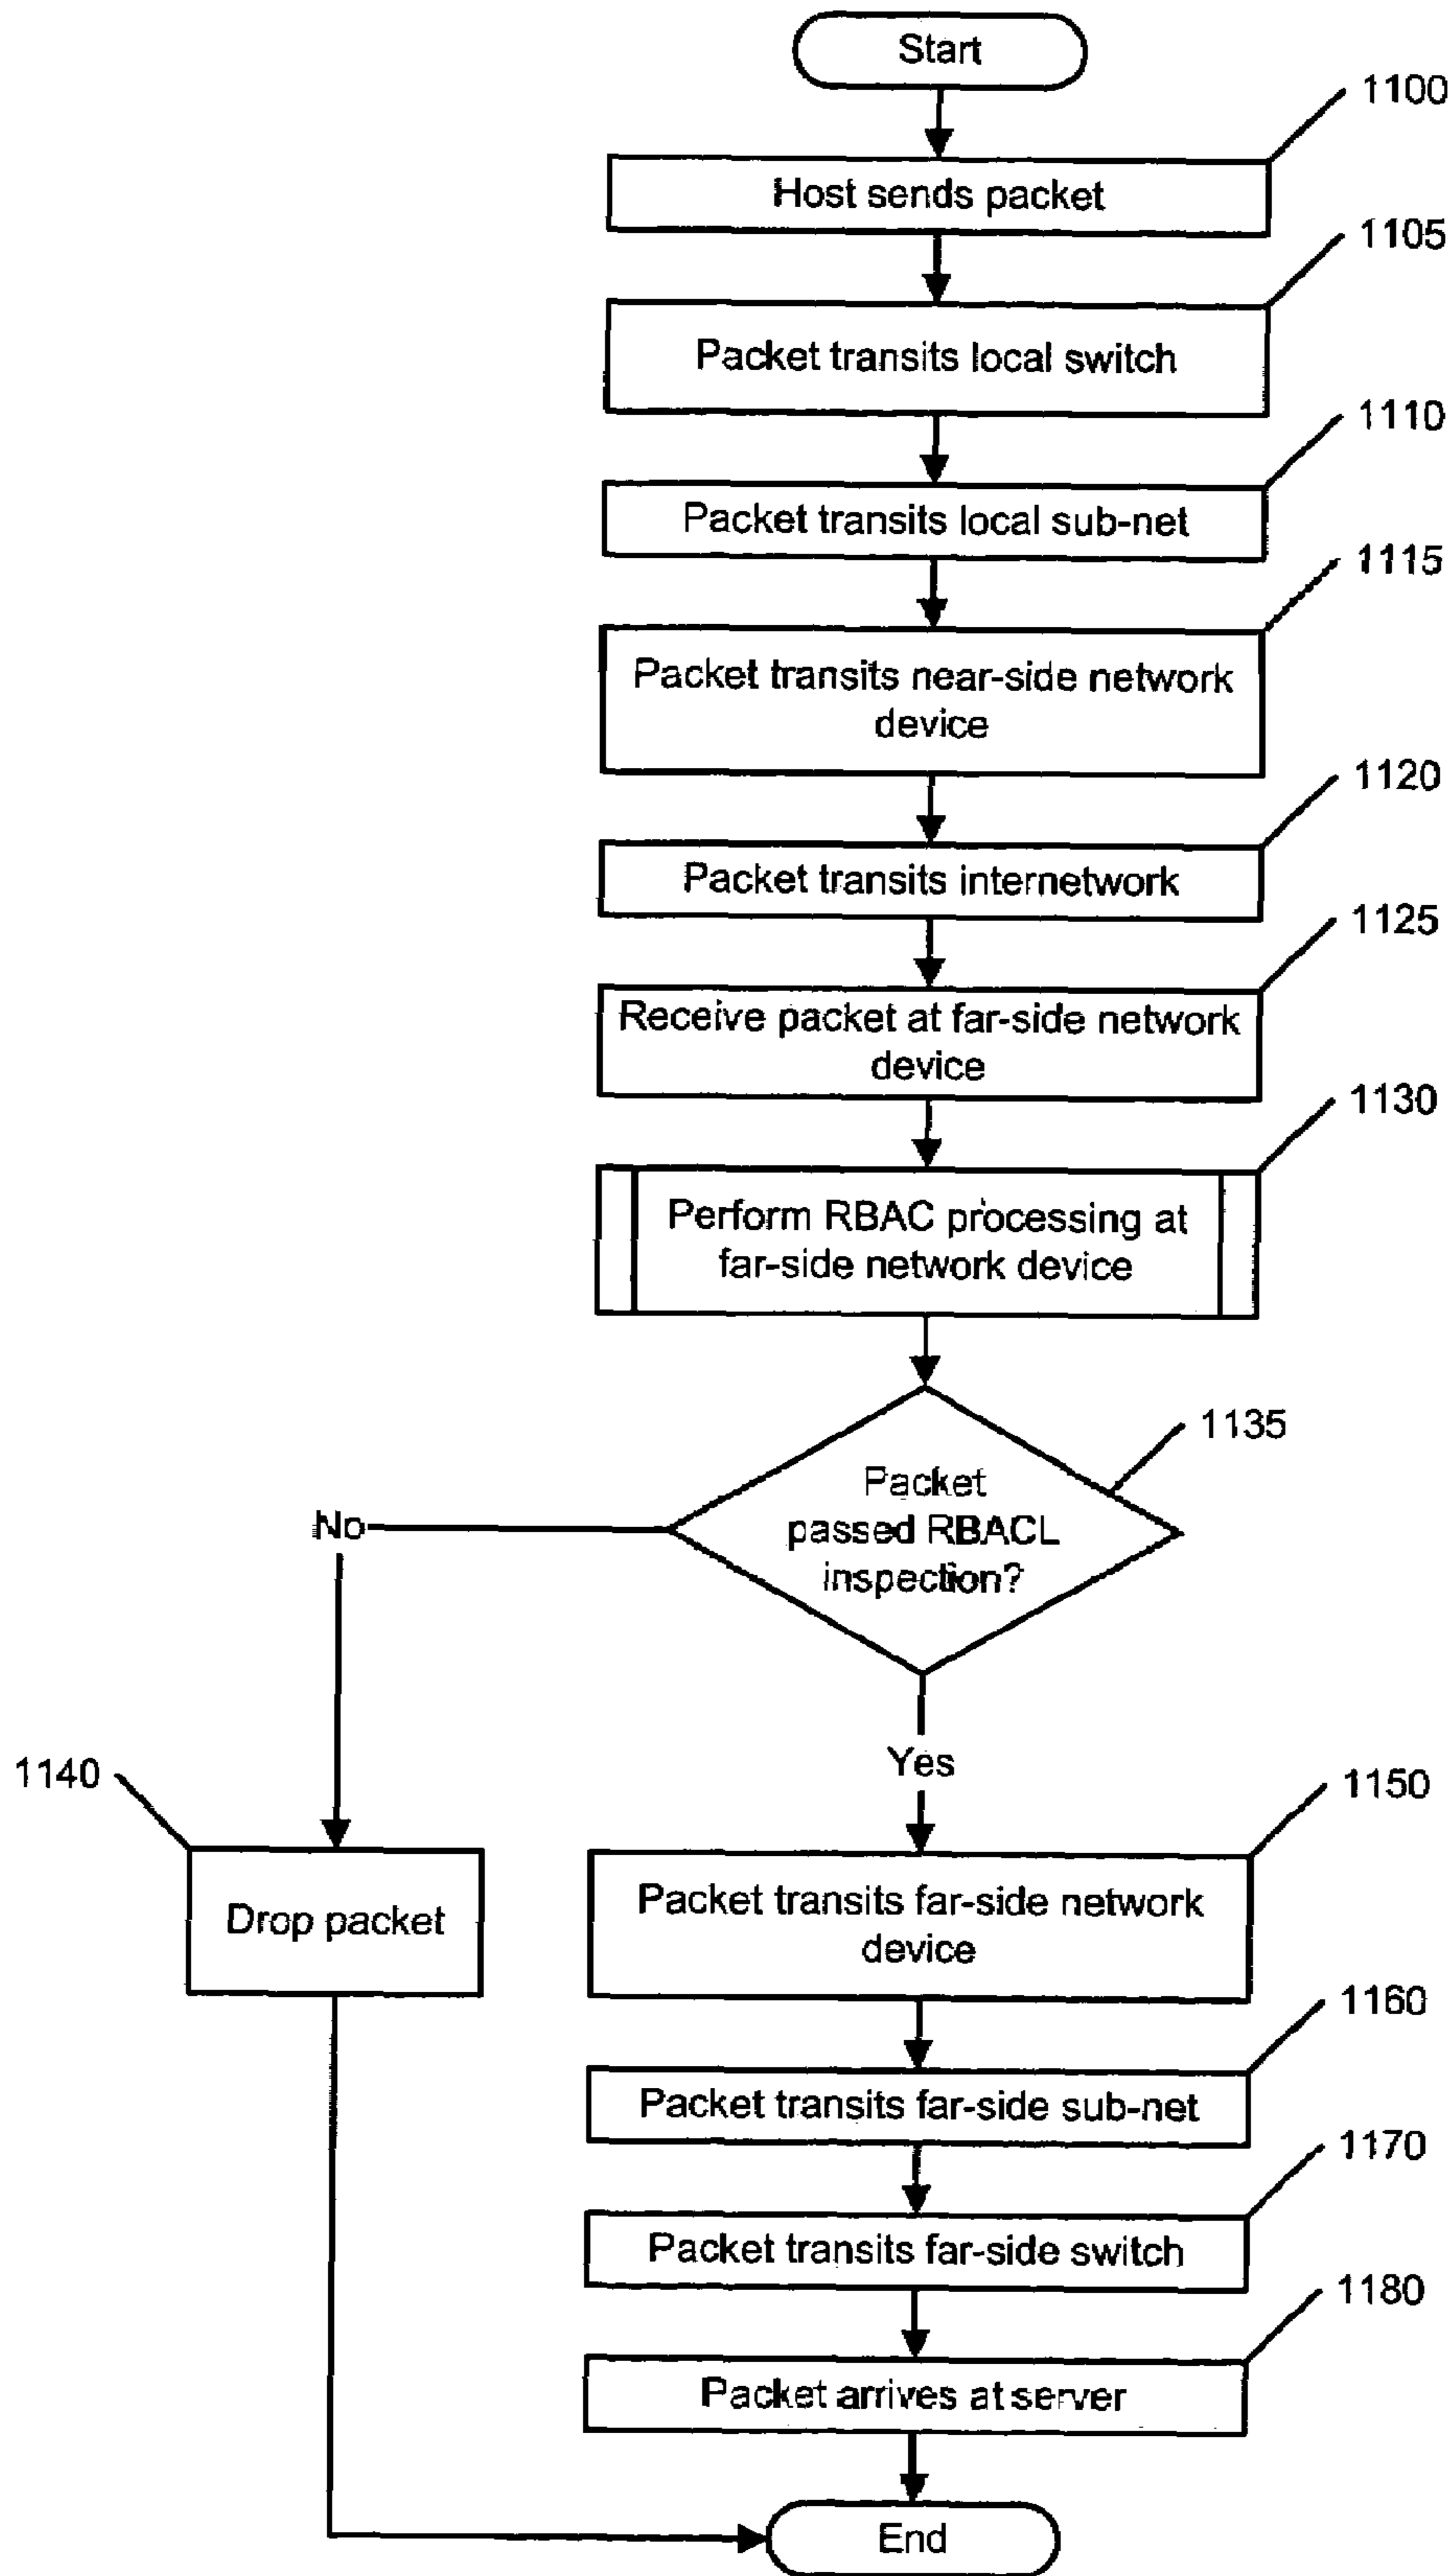 Start
1100
Host sends packet
1105
Packet transits local switch
1110
Packet transits local sub-net
1115
Packet transits near-side network
device
1120
Packet transits internetwork
1125
Receive packet at far-side network
device
1130
Perform RBAC processing at
far-side network device
1135
Packet
passed RBACL
inspection?
No
Yes
1140
Drop packet
1150
Packet transits far-side network
device
1160
Packet transits far-side sub-net
1170
Packet transits far-side switch
1180
Packet arrives at server
End